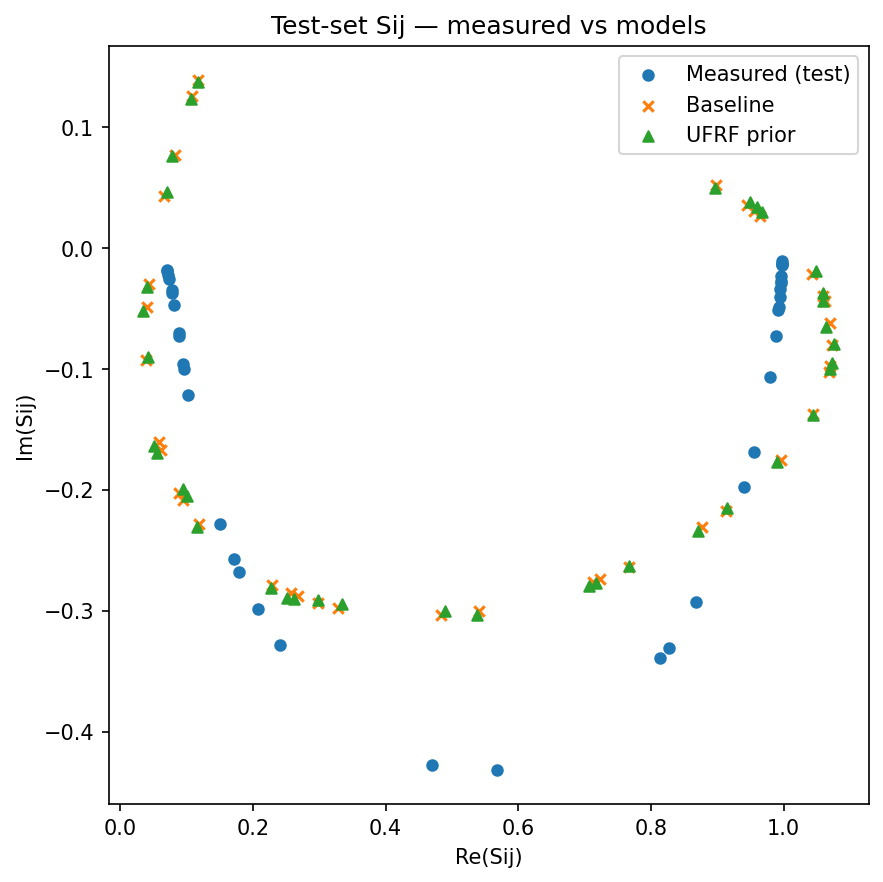 Test-set Sij — measured vs models
Measured (test)
Baseline
UFRF prior
0.1
0.0
−0.1
−0.2
−0.3
−0.4
Im(Sij)
0.0 0.2 0.4 0.6 0.8 1.0
Re(Sij)